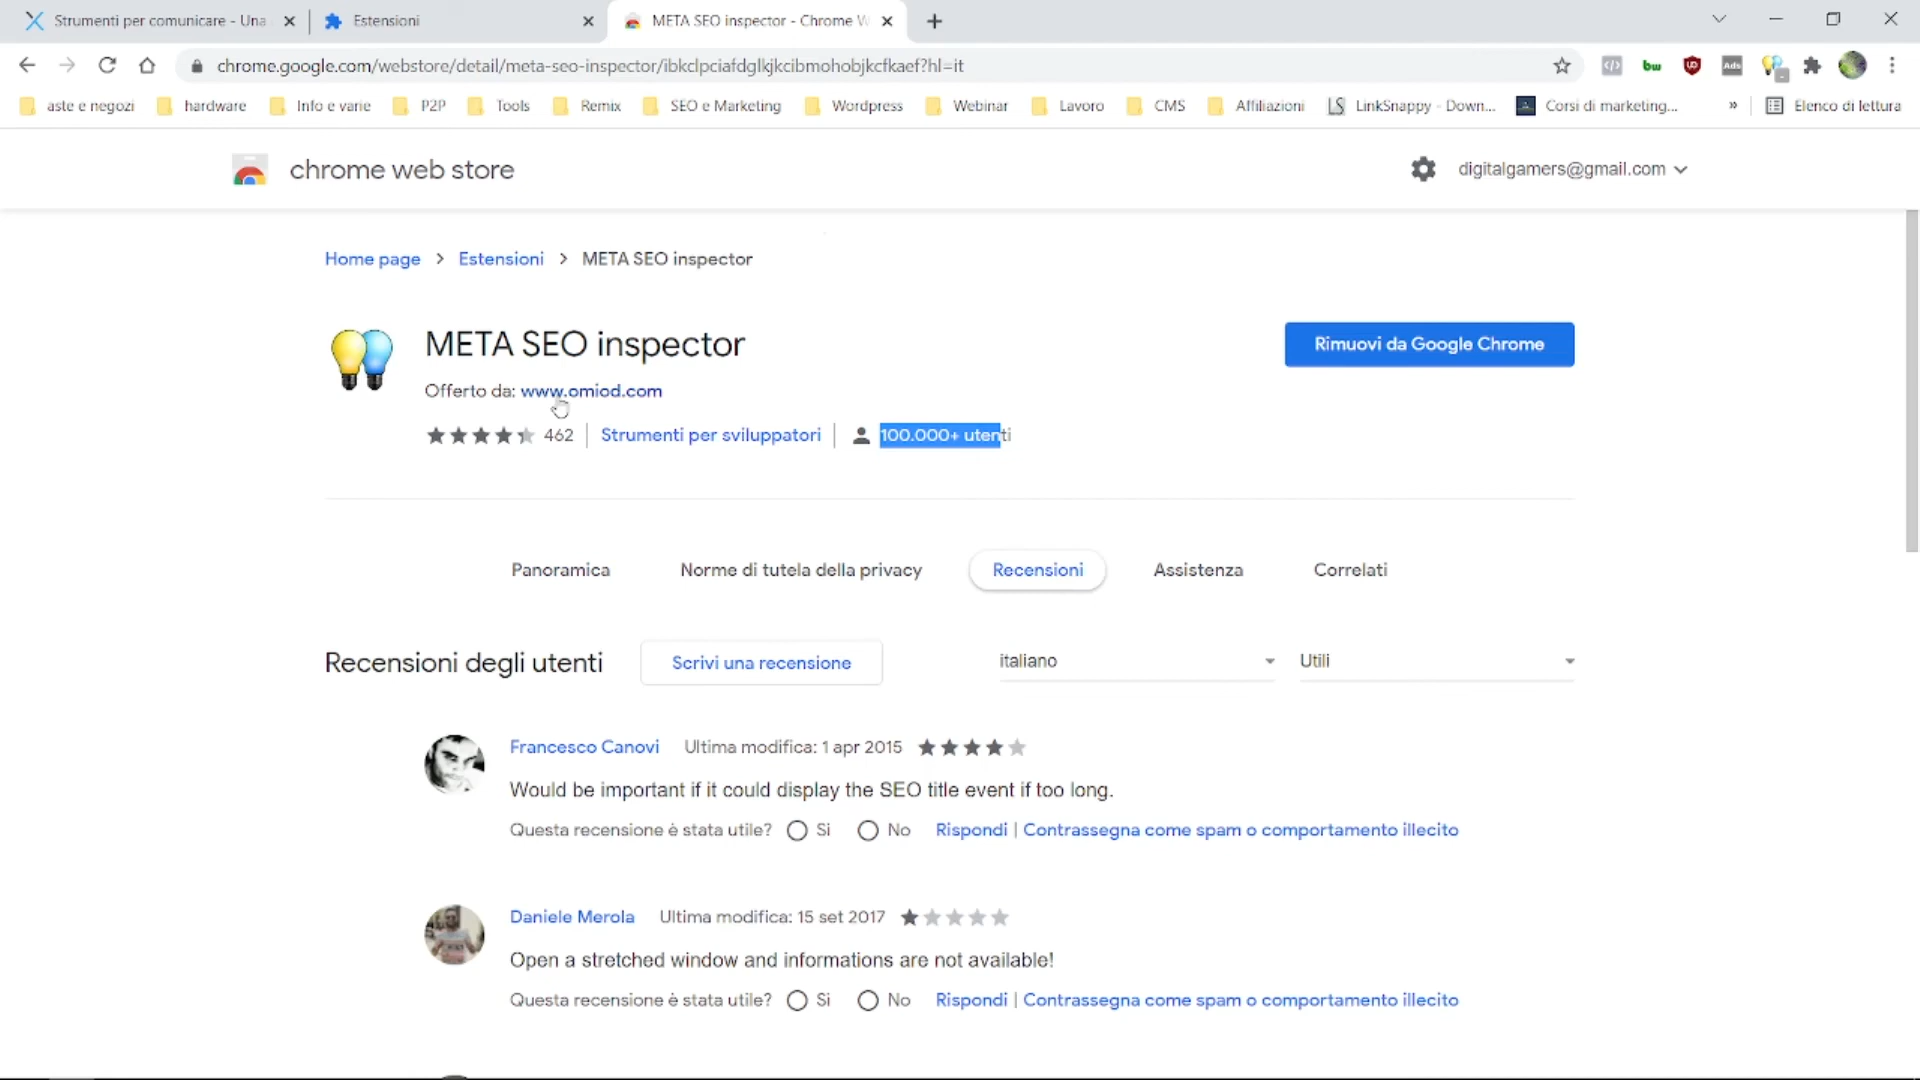 Strumenti per comunicare - Una
Estensioni
META SEO inspector - Chrome W
chrome.google.com/webstore/detail/meta-seo-inspector/ibkclpciafdglkjkcibmohobjkcfkaef?hl=it
bw
Ads
aste e negozi
hardware
Info e varie
P2P
Tools
Remix
SEO e Marketing
Wordpress
Webinar
Lavoro
CMS
Affiliazioni
LS LinkSnappy - Down...
Corsi di marketing...
»
Elenco di lettura
chrome web store
digitalgamers@gmail.com
Home page > Estensioni > META SEO inspector
META SEO inspector
Rimuovi da Google Chrome
Offerto da: www.omiod.com
462 | Strumenti per sviluppatori | 100.000+ utenti
Panoramica
Norme di tutela della privacy
Recensioni
Assistenza
Correlati
Recensioni degli utenti
Scrivi una recensione
italiano
Utili
Francesco Canovi Ultima modifica: 1 apr 2015
Would be important if it could display the SEO title event if too long.
Questa recensione è stata utile? Sì No Rispondi | Contrassegna come spam o comportamento illecito
Daniele Merola Ultima modifica: 15 set 2017
Open a stretched window and informations are not available!
Questa recensione è stata utile? Sì No Rispondi | Contrassegna come spam o comportamento illecito